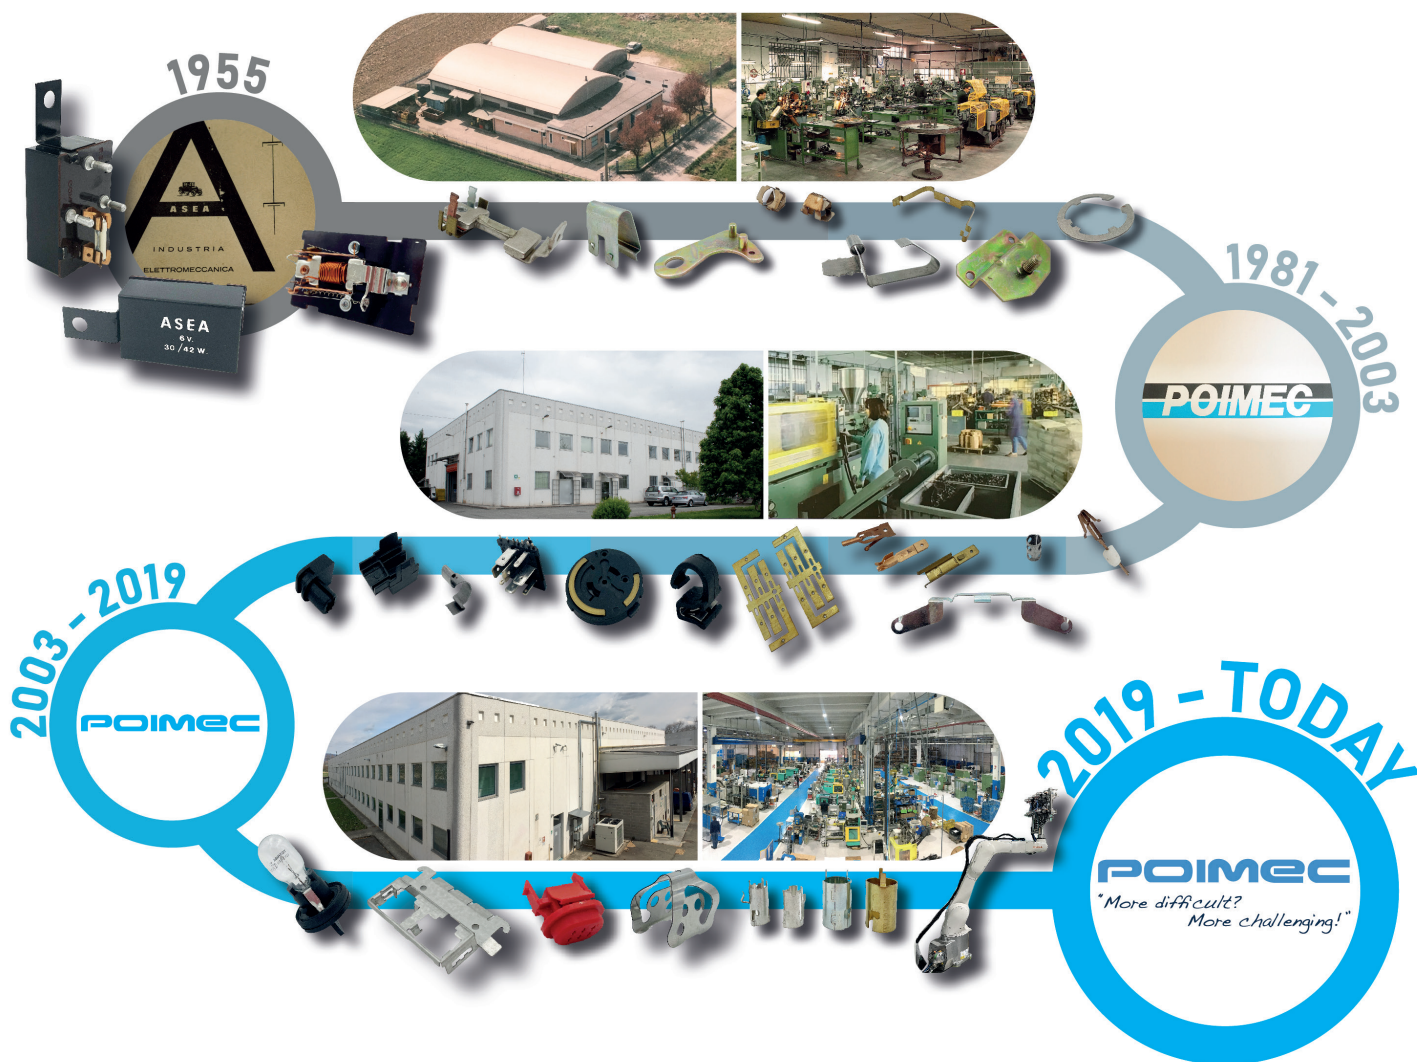 1955
ASEA
INDUSTRIA
ELETTROMECCANICA
ASEA
6 V.
30/42 W.
1981 - 2003
POIMEC
2003 - 2019
POIMEC
2019 - TODAY
POIMEC
"More difficult?
More challenging!"